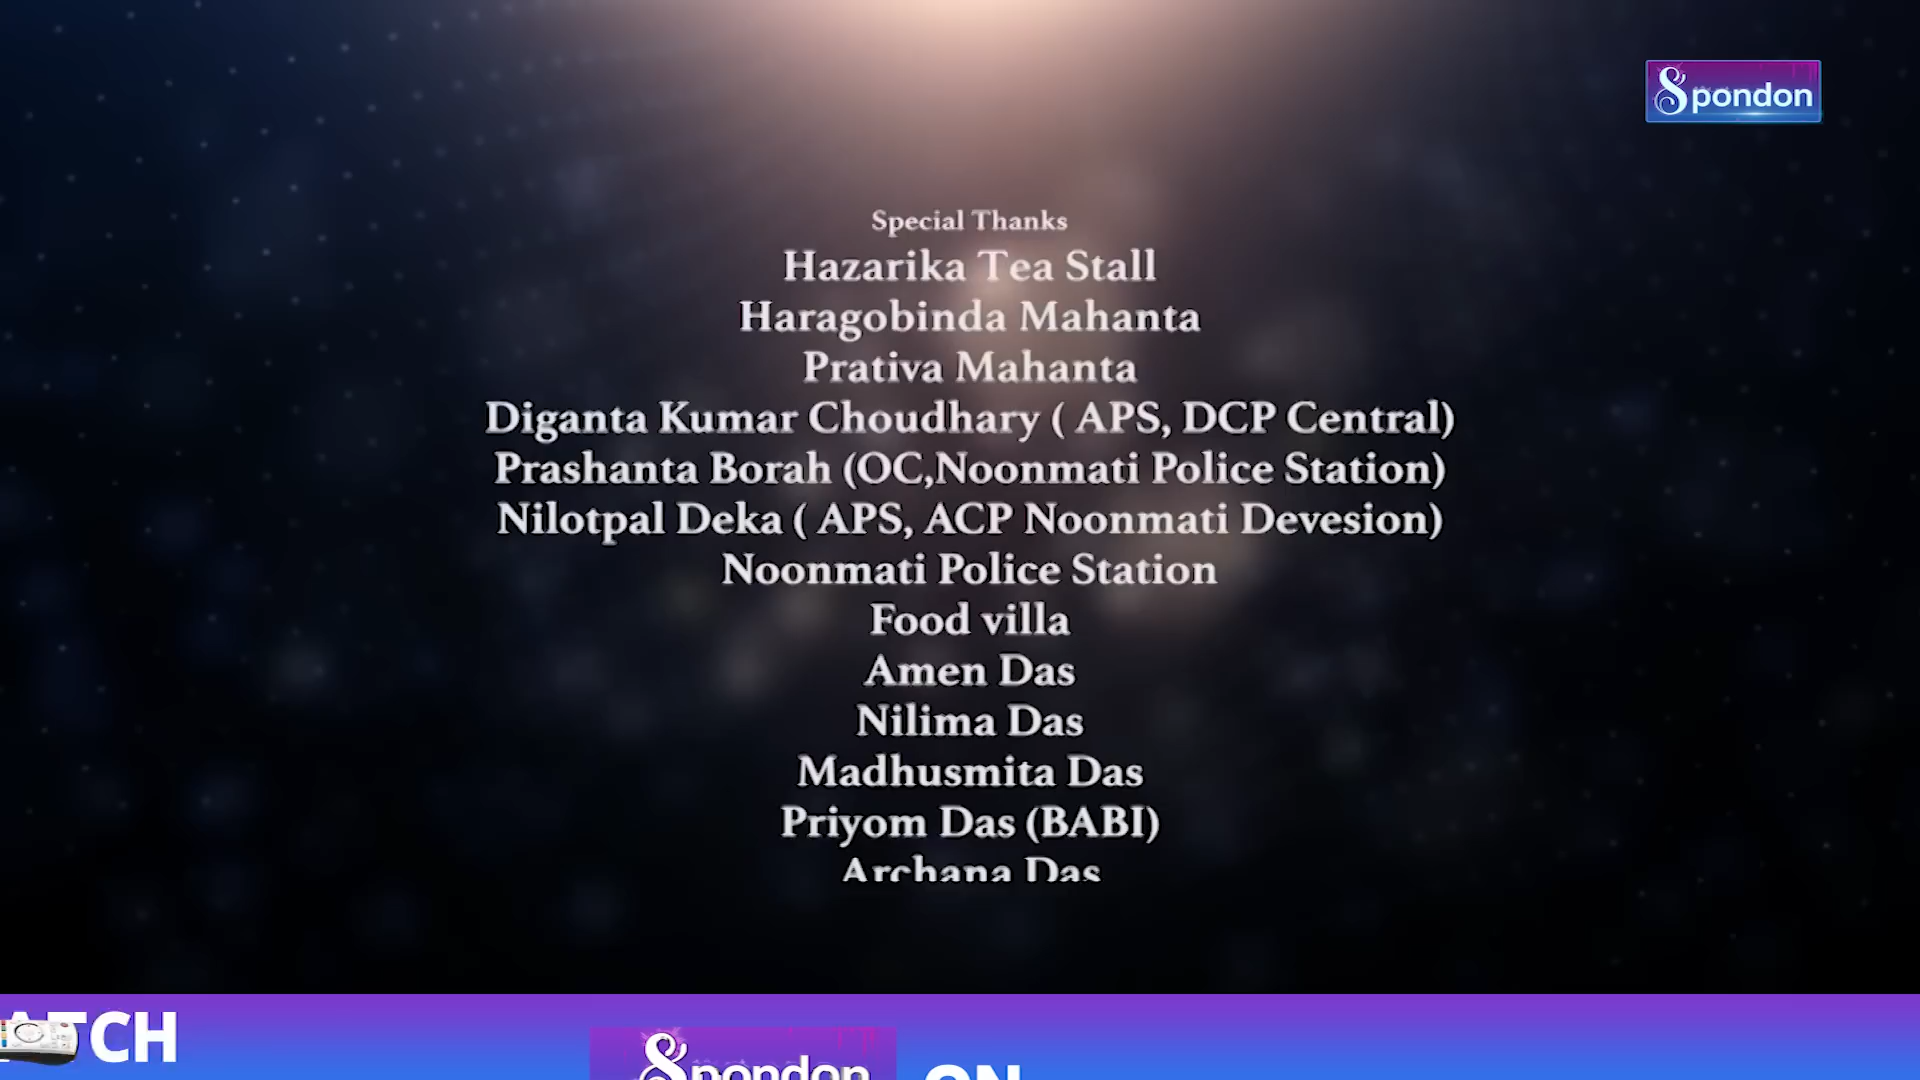 Spondon
Special Thanks
Hazarika Tea Stall
Haragobinda Mahanta
Prativa Mahanta
Diganta Kumar Choudhary ( APS, DCP Central)
Prashanta Borah (OC,Noonmati Police Station)
Nilotpal Deka ( APS, ACP Noonmati Devesion)
Noonmati Police Station
Food villa
Amen Das
Nilima Das
Madhusmita Das
Priyom Das (BABI)
Archana Das
Spondon ON